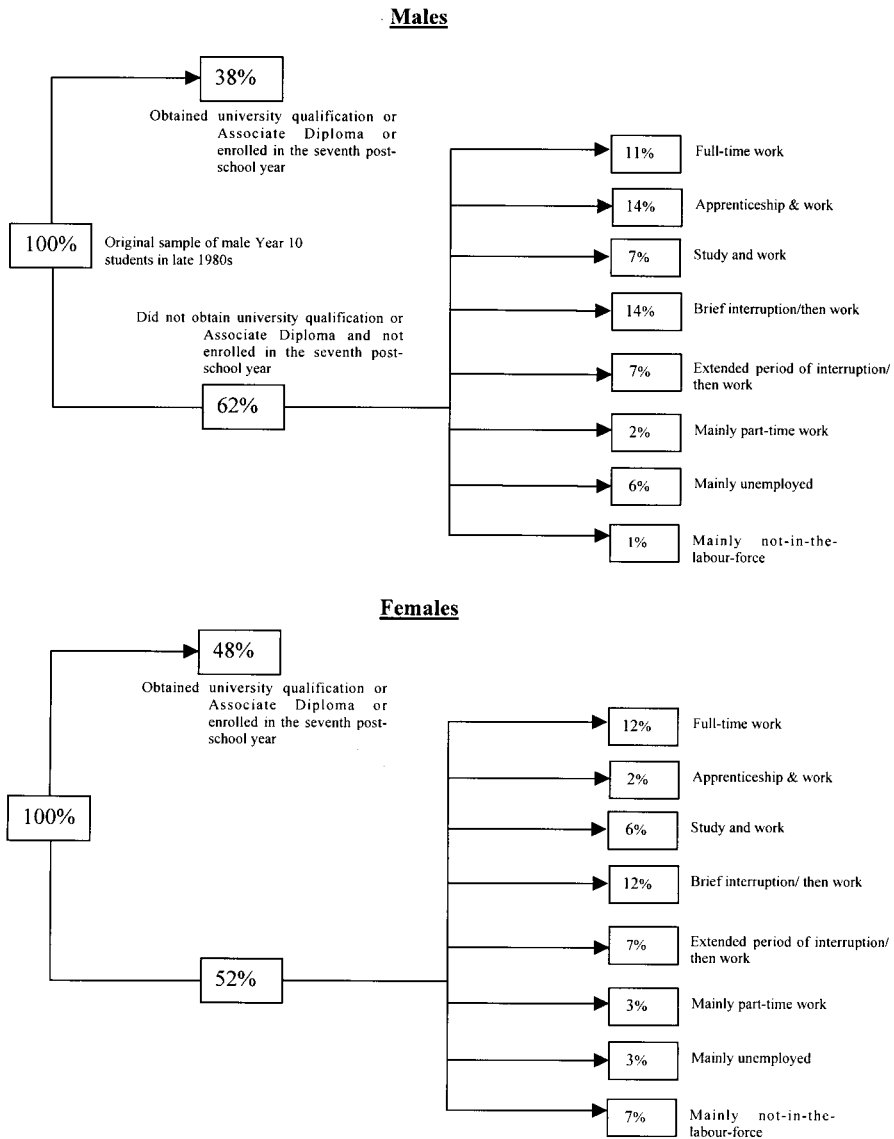 Males
38%
Obtained university qualification or
Associate Diploma or
enrolled in the seventh post-
school year
100%
Original sample of male Year 10
students in late 1980s
Did not obtain university qualification or
Associate Diploma and not
enrolled in the seventh post-
school year
62%
11%
Full-time work
14%
Apprenticeship & work
7%
Study and work
14%
Brief interruption/then work
7%
Extended period of interruption/
then work
2%
Mainly part-time work
6%
Mainly unemployed
1%
Mainly not-in-the-
labour-force
Females
48%
Obtained university qualification or
Associate Diploma or
enrolled in the seventh post-
school year
100%
52%
12%
Full-time work
2%
Apprenticeship & work
6%
Study and work
12%
Brief interruption/ then work
7%
Extended period of interruption/
then work
3%
Mainly part-time work
3%
Mainly unemployed
7%
Mainly not-in-the-
labour-force